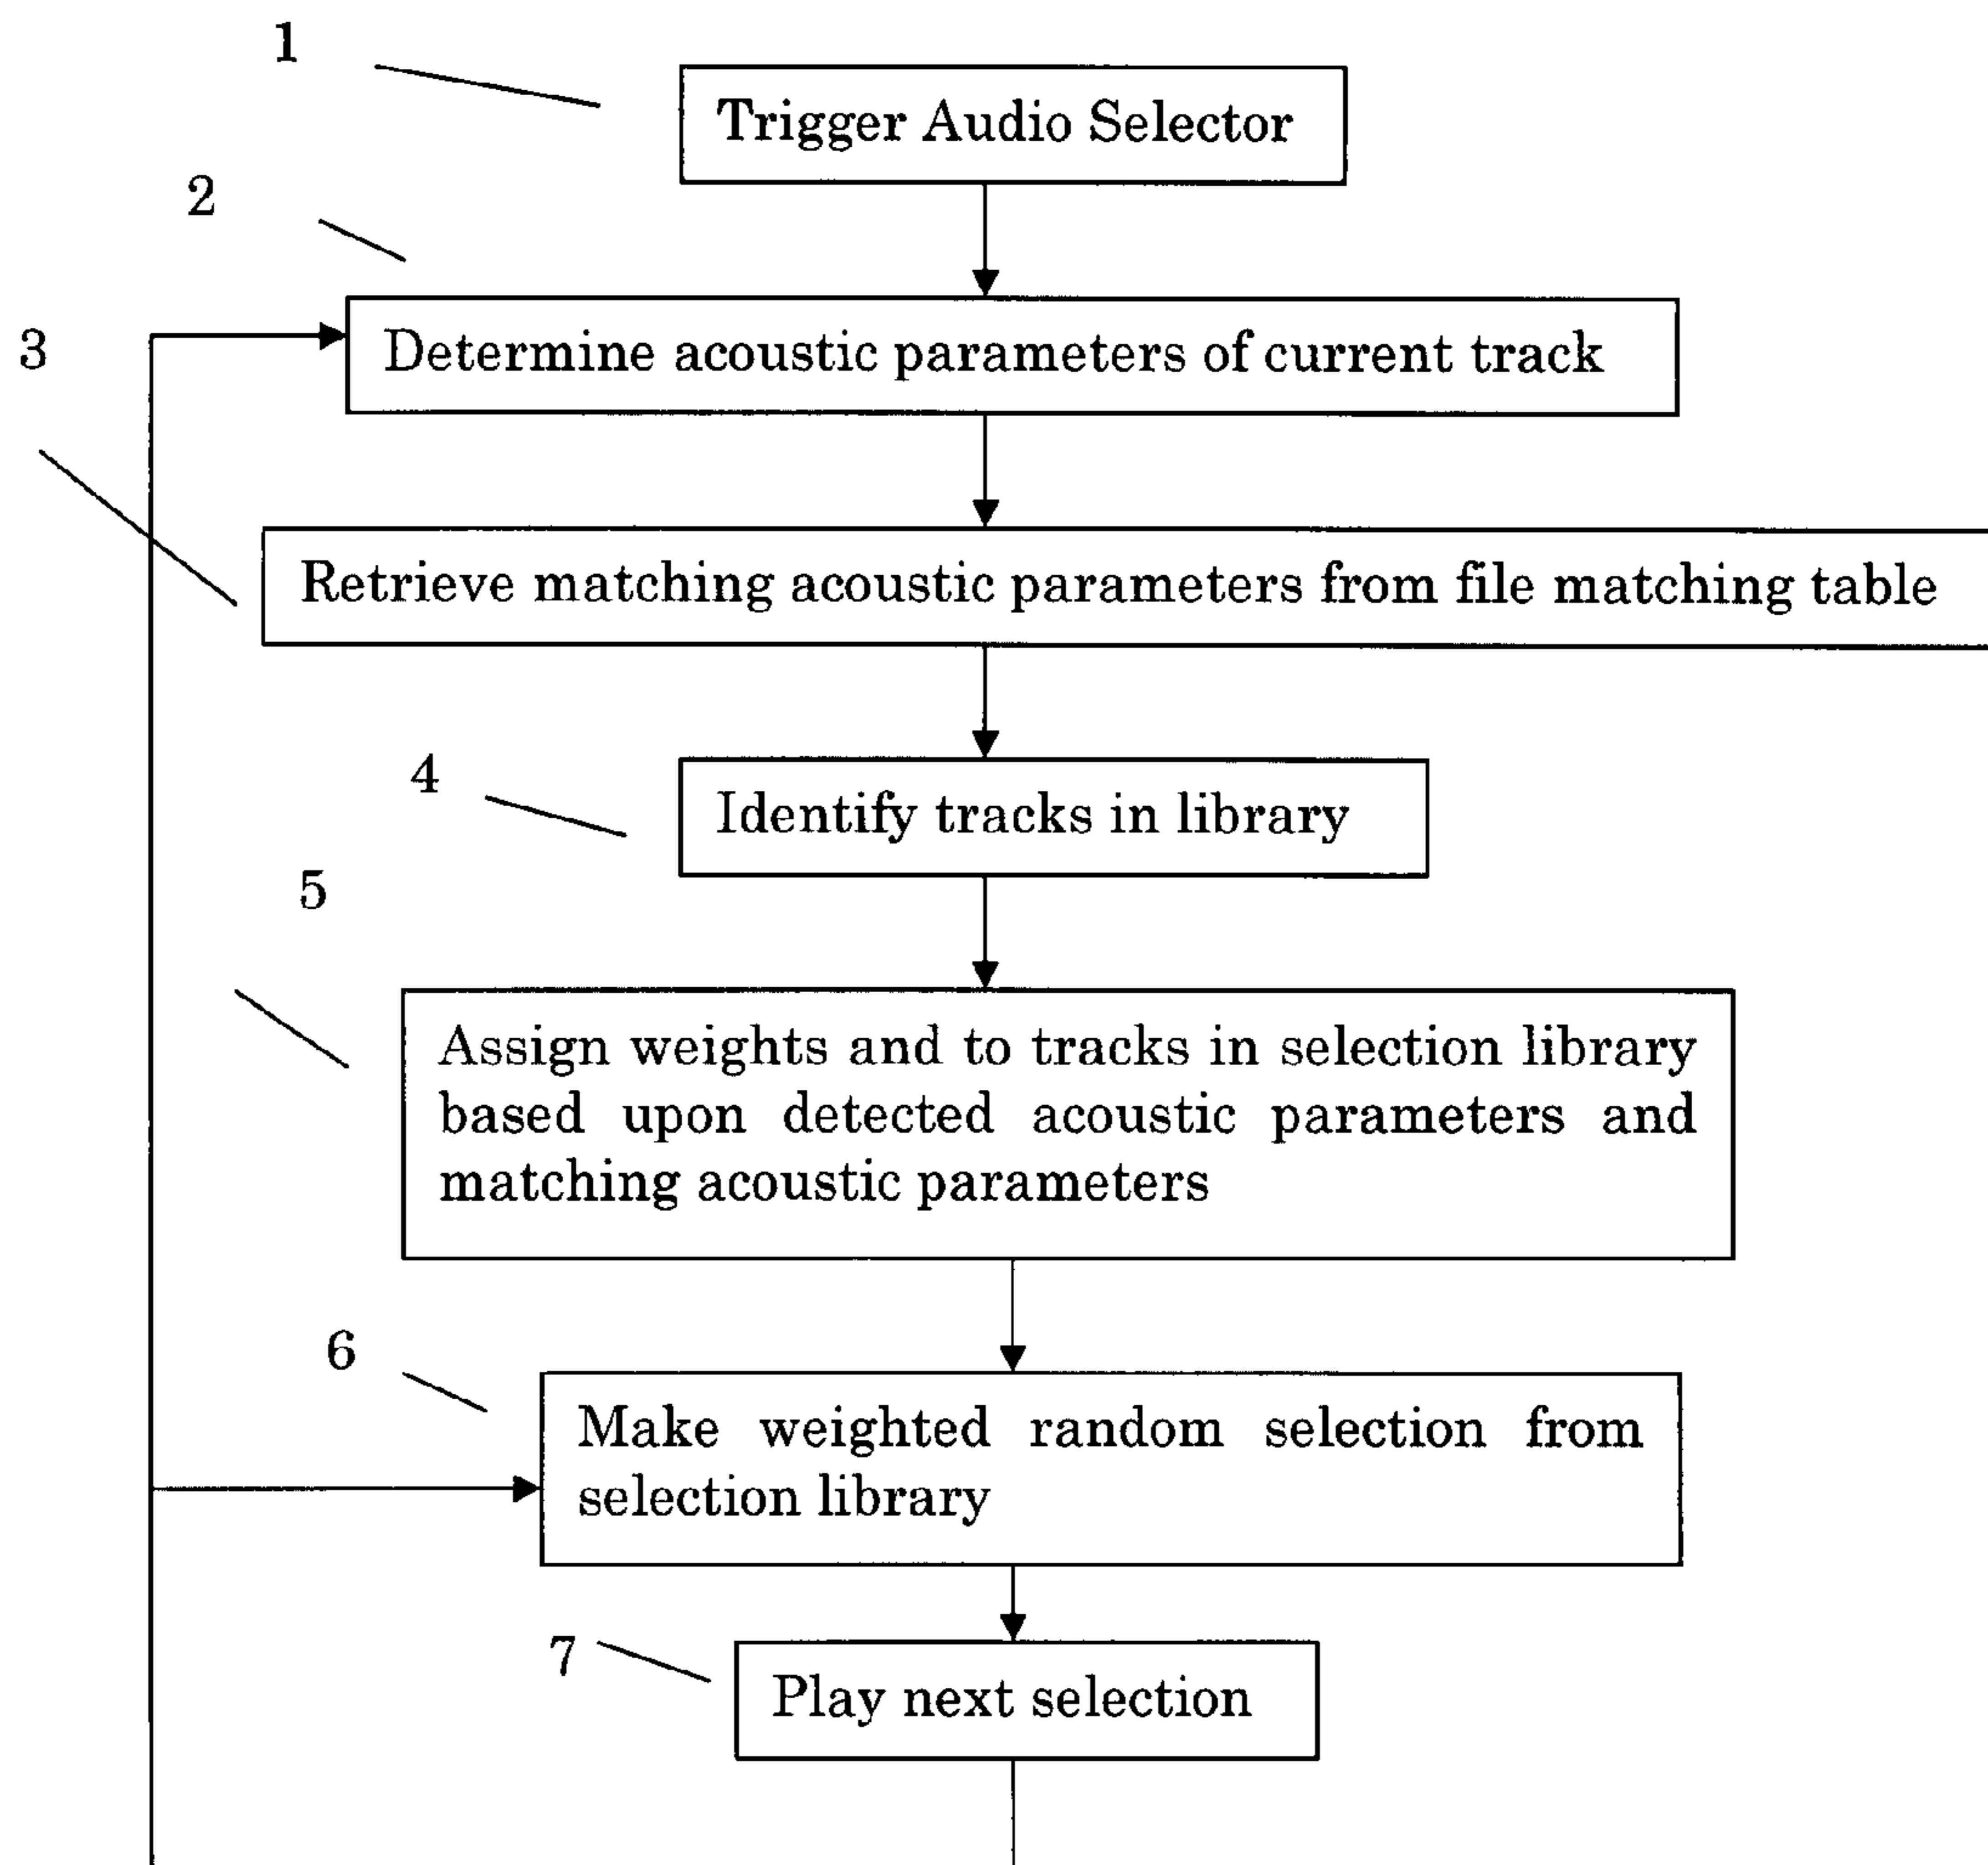 1
Trigger Audio Selector
2
Determine acoustic parameters of current track
3
Retrieve matching acoustic parameters from file matching table
4
Identify tracks in library
5
Assign weights and to tracks in selection library
based upon detected acoustic parameters and
matching acoustic parameters
6
Make weighted random selection from
selection library
7
Play next selection